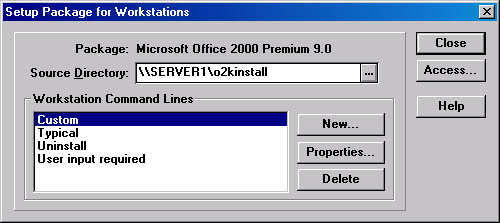 Setup Package for Workstations
Package: Microsoft Office 2000 Premium 9.0
Source Directory: \\SERVER1\o2kinstall ...
Close
Access...
Help
Workstation Command Lines
Custom
Typical
Uninstall
User input required
New...
Properties...
Delete